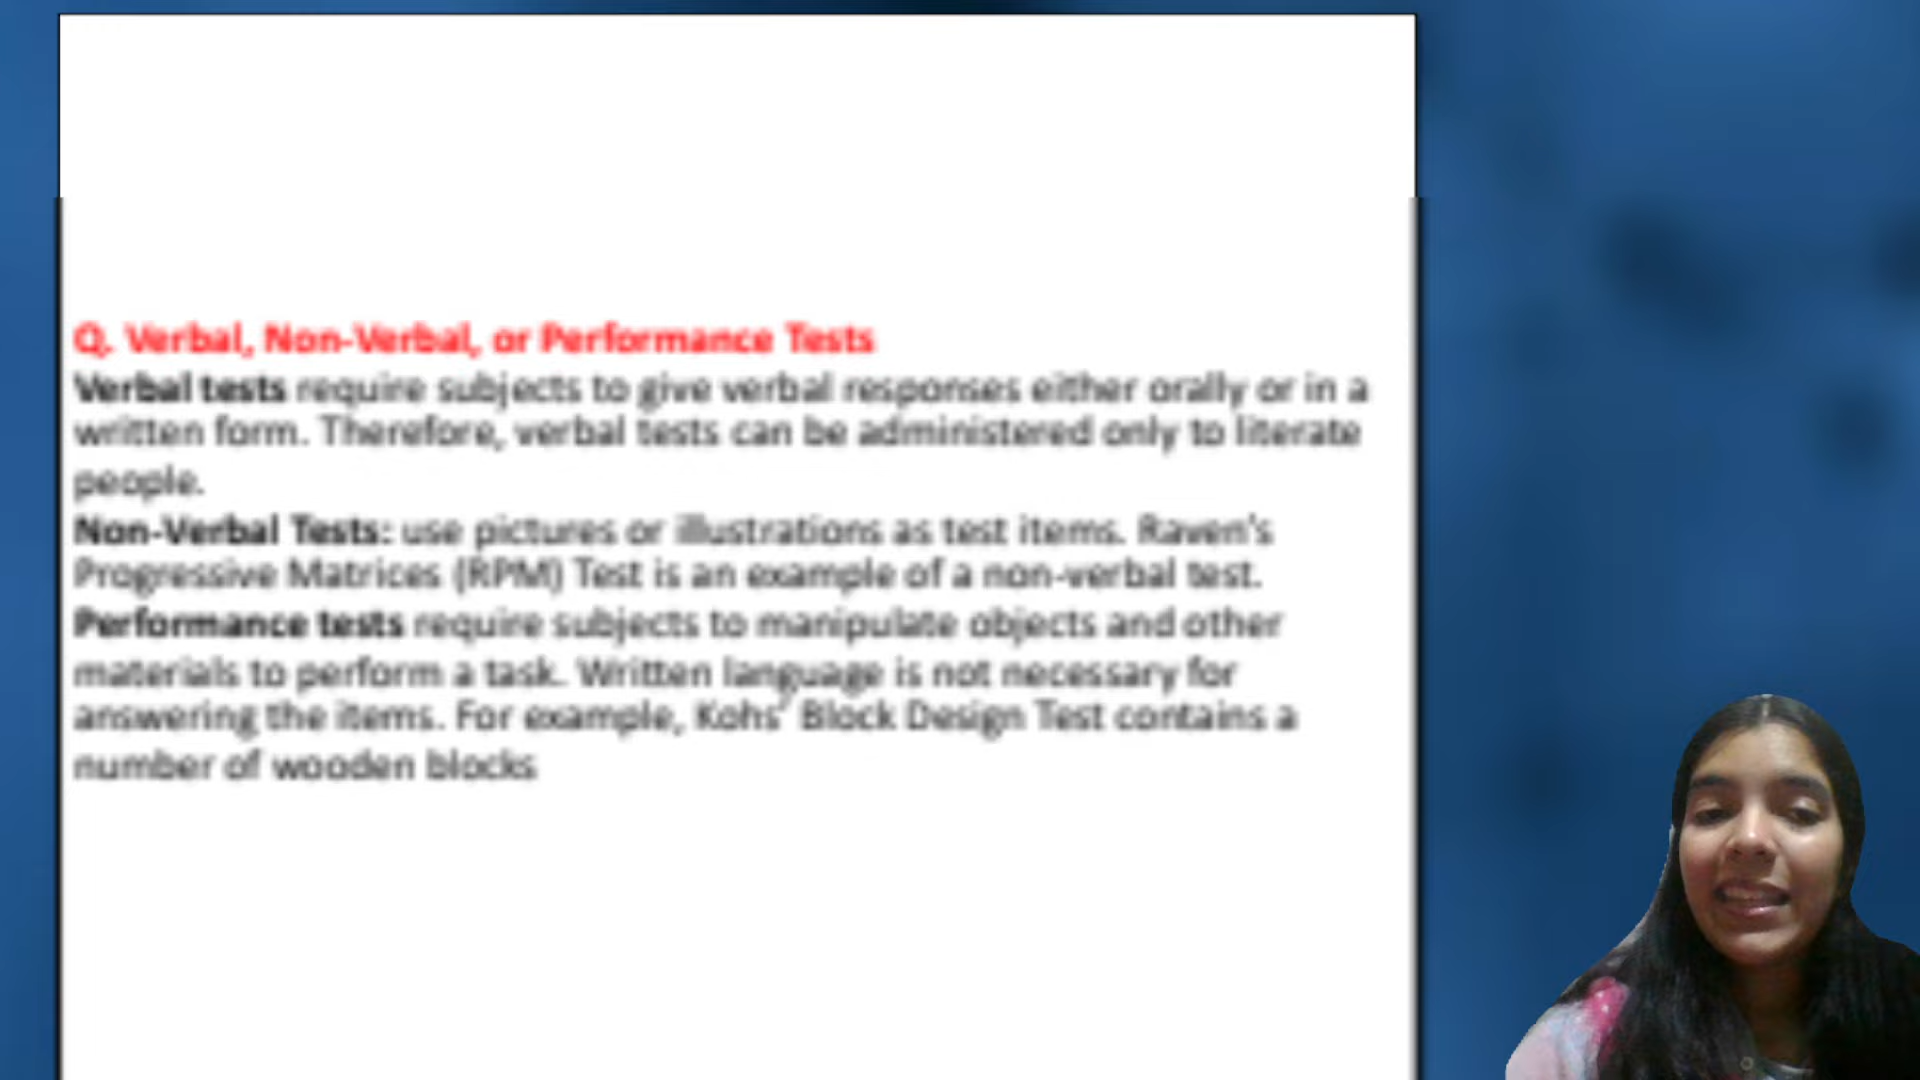 Q. Verbal, Non-Verbal, or Performance Tests
Verbal tests require subjects to give verbal responses either orally or in a
written form. Therefore, verbal tests can be administered only to literate
people.
Non-Verbal Tests: use pictures or illustrations as test items. Raven's
Progressive Matrices (RPM) Test is an example of a non-verbal test.
Performance tests require subjects to manipulate objects and other
materials to perform a task. Written language is not necessary for
answering the items. For example, Kohs’ Block Design Test contains a
number of wooden blocks